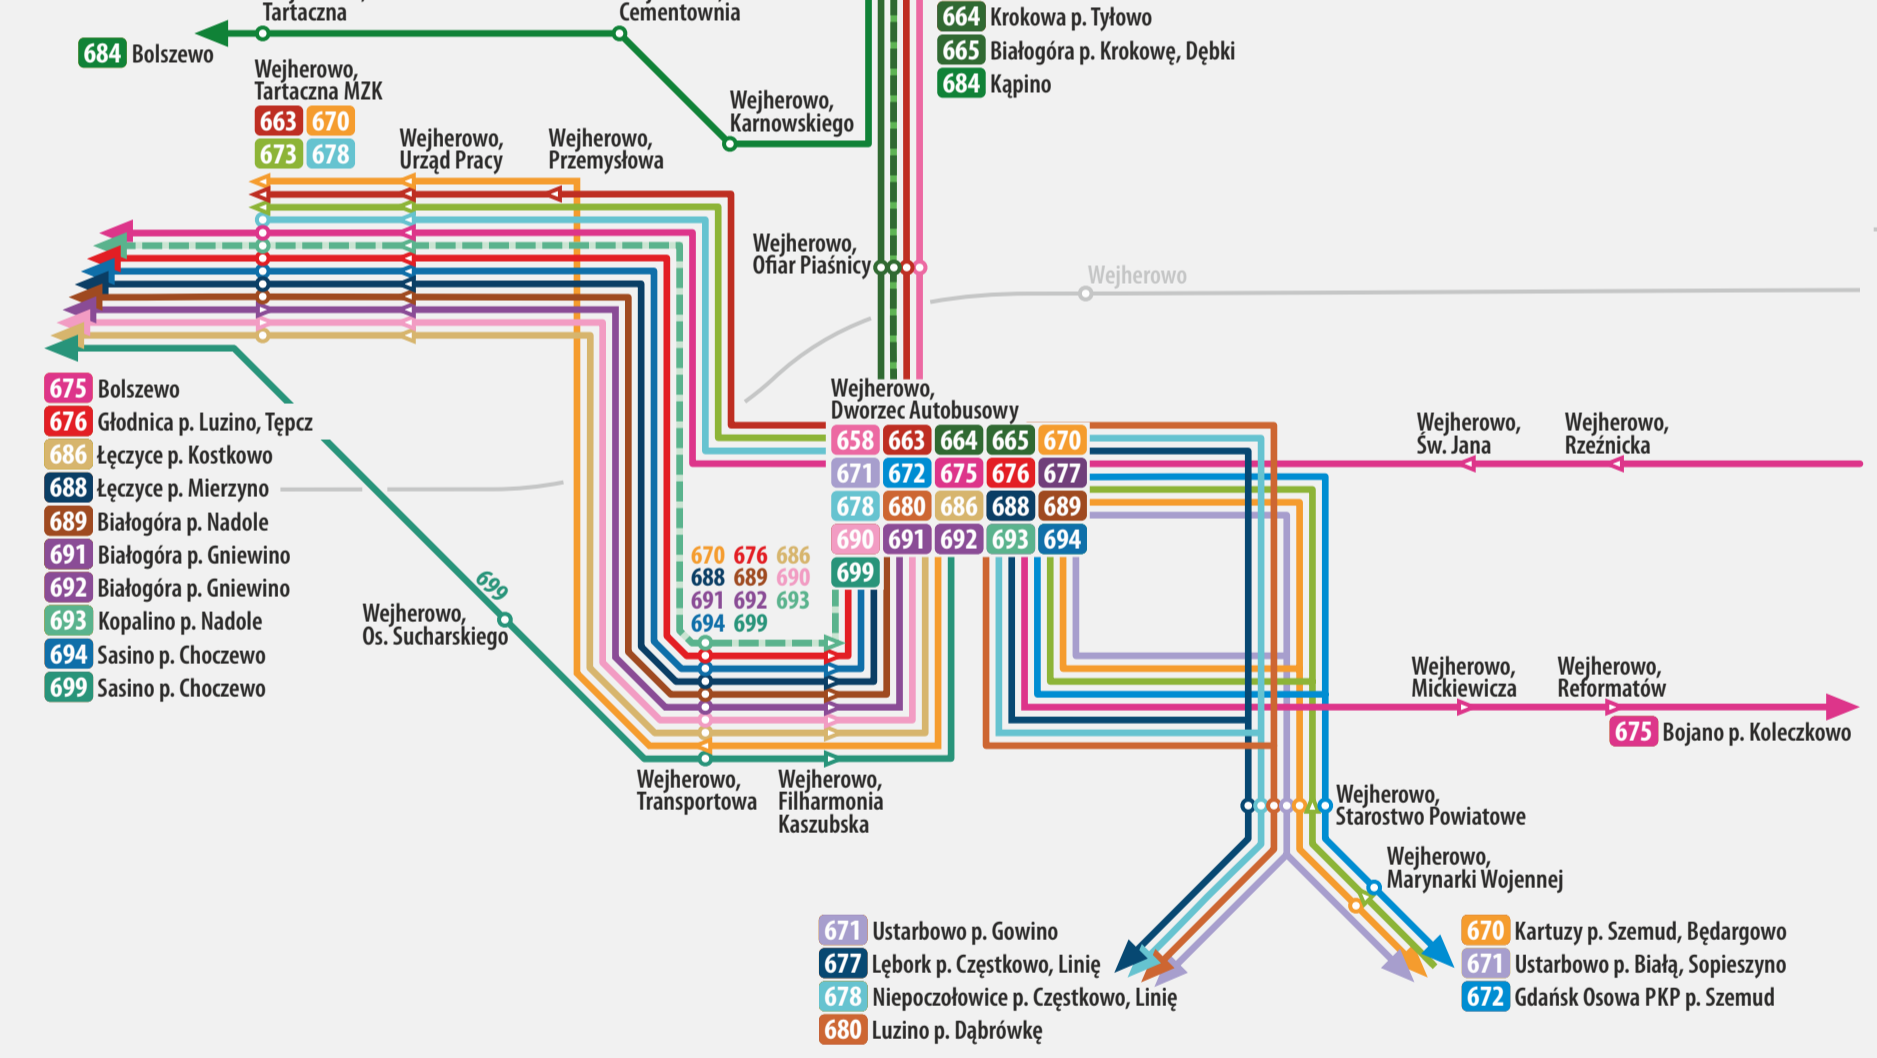 Tartaczna
Cementownia
684 Bolszewo
Wejherowo,
Tartaczna MZK
663 670
673 678
Wejherowo,
Urząd Pracy
Wejherowo,
Przemysłowa
Wejherowo,
Karnowskiego
664 Krokowa p. Tyłowo
665 Białogóra p. Krokowę, Dębki
684 Kąpino
Wejherowo,
Ofiar Piaśnicy
Wejherowo
675 Bolszewo
676 Głodnica p. Luzino, Tępcz
686 Łęczyce p. Kostkowo
688 Łęczyce p. Mierzyno
689 Białogóra p. Nadole
691 Białogóra p. Gniewino
692 Białogóra p. Gniewino
693 Kopalino p. Nadole
694 Sasino p. Choczewo
699 Sasino p. Choczewo
699
Wejherowo,
Os. Sucharskiego
670 676 686
688 689 690
691 692 693
694 699
Wejherowo,
Dworzec Autobusowy
658 663 664 665 670
671 672 675 676 677
678 680 686 688 689
690 691 692 693 694
699
Wejherowo,
Św. Jana
Wejherowo,
Rzeźnicka
Wejherowo,
Mickiewicza
Wejherowo,
Reformatów
675 Bojano p. Koleczkowo
Wejherowo,
Transportowa
Wejherowo,
Filharmonia
Kaszubska
Wejherowo,
Starostwo Powiatowe
Wejherowo,
Marynarki Wojennej
671 Ustarbowo p. Gowino
677 Lębork p. Częstkowo, Linię
678 Niepoczołowice p. Częstkowo, Linię
680 Luzino p. Dąbrówkę
670 Kartuzy p. Szemud, Będargowo
671 Ustarbowo p. Białą, Sopieszyno
672 Gdańsk Osowa PKP p. Szemud